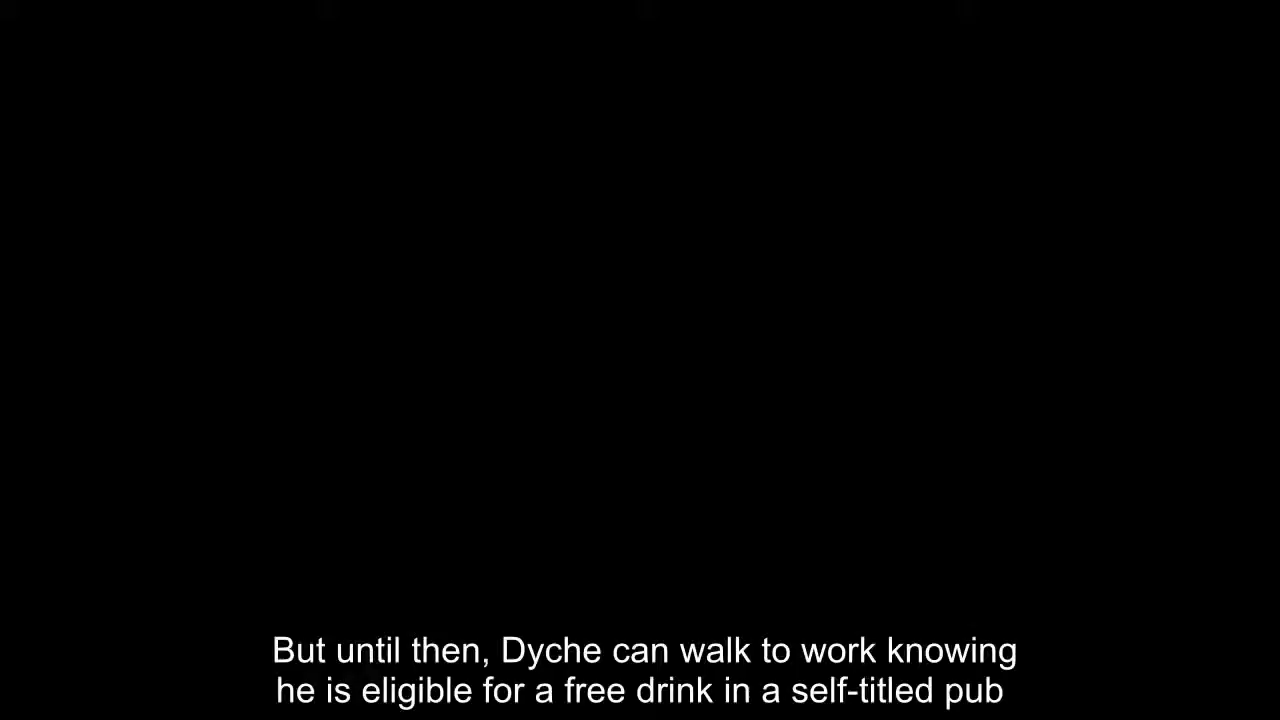 But until then, Dyche can walk to work knowing
he is eligible for a free drink in a self-titled pub